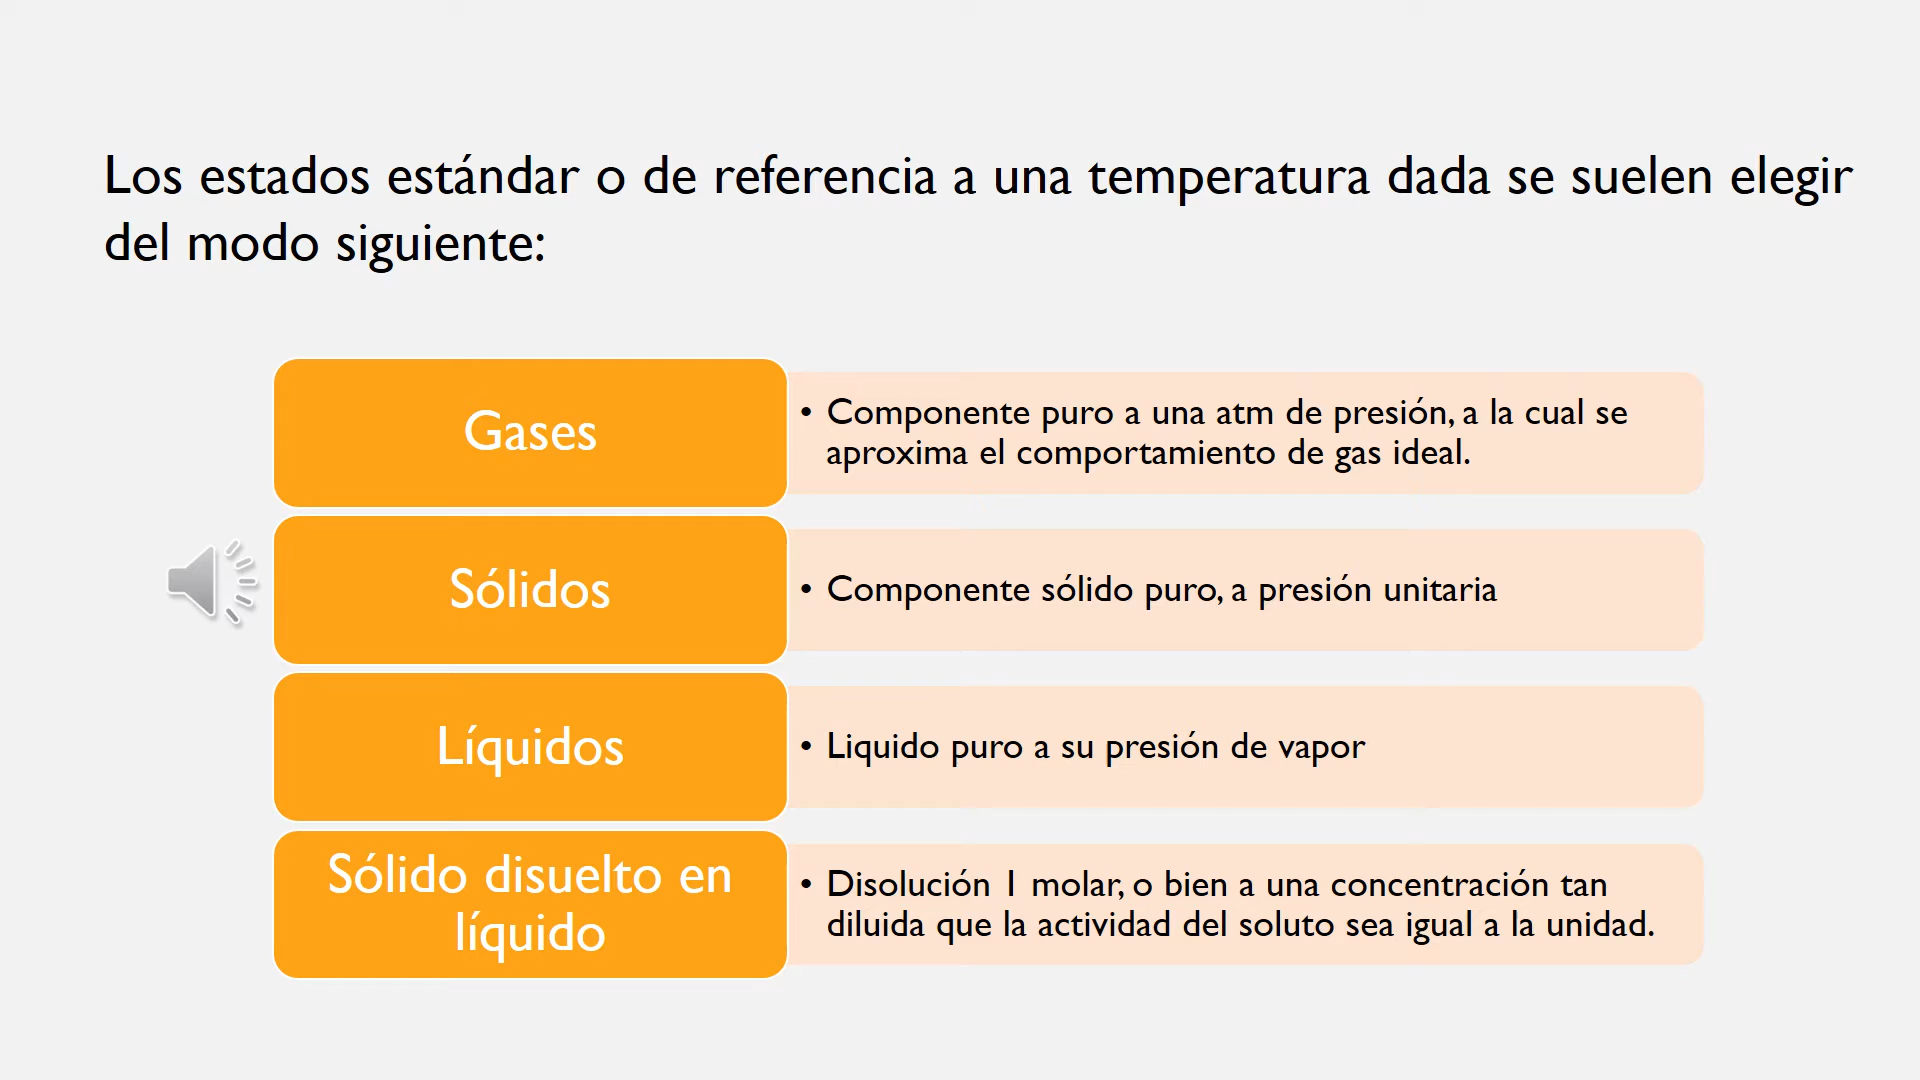 Los estados estándar o de referencia a una temperatura dada se suelen elegir
del modo siguiente:
Gases
• Componente puro a una atm de presión, a la cual se
aproxima el comportamiento de gas ideal.
Sólidos
• Componente sólido puro, a presión unitaria
Líquidos
• Liquido puro a su presión de vapor
Sólido disuelto en
líquido
• Disolución 1 molar, o bien a una concentración tan
diluida que la actividad del soluto sea igual a la unidad.